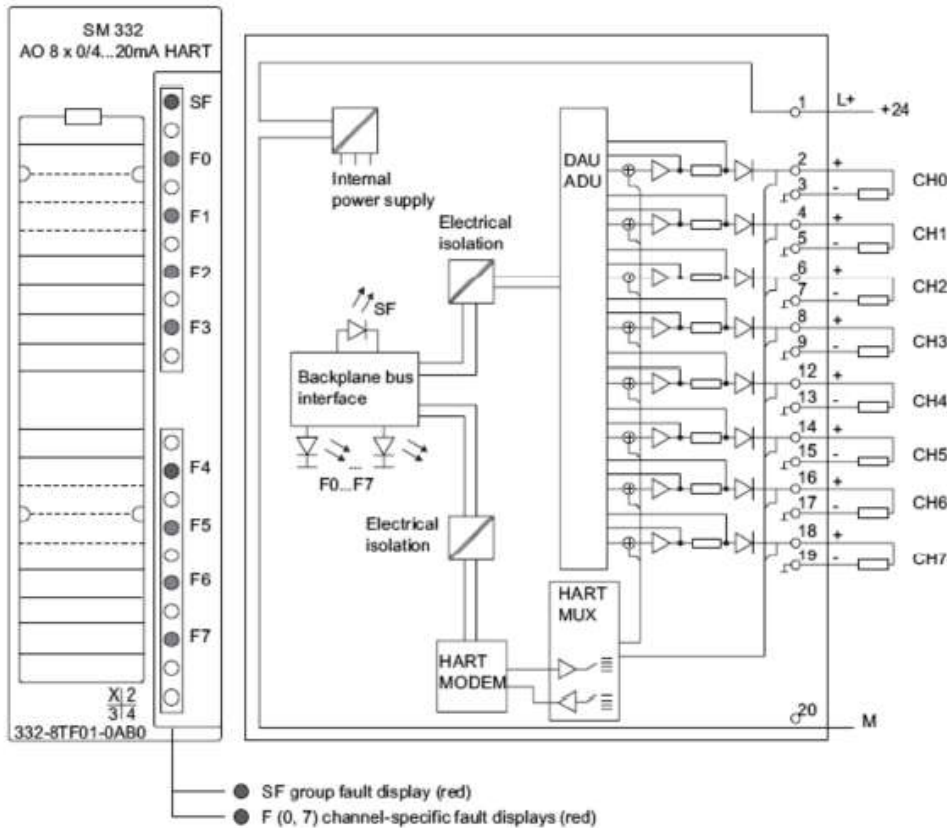 SM 332
AO 8 x 0/4...20mA HART
SF
F0
F1
F2
F3
F4
F5
F6
F7
X 2
3 4
332-8TF01-0AB0
Internal
power supply
Electrical
isolation
SF
Backplane bus
interface
F0...F7
Electrical
isolation
HART
MODEM
HART
MUX
DAU
ADU
1 L+ +24
2 +
3 - CH0
4 +
5 - CH1
6 +
7 - CH2
8 +
9 - CH3
12 +
13 - CH4
14 +
15 - CH5
16 +
17 - CH6
18 +
19 - CH7
20
M
SF group fault display (red)
F (0, 7) channel-specific fault displays (red)